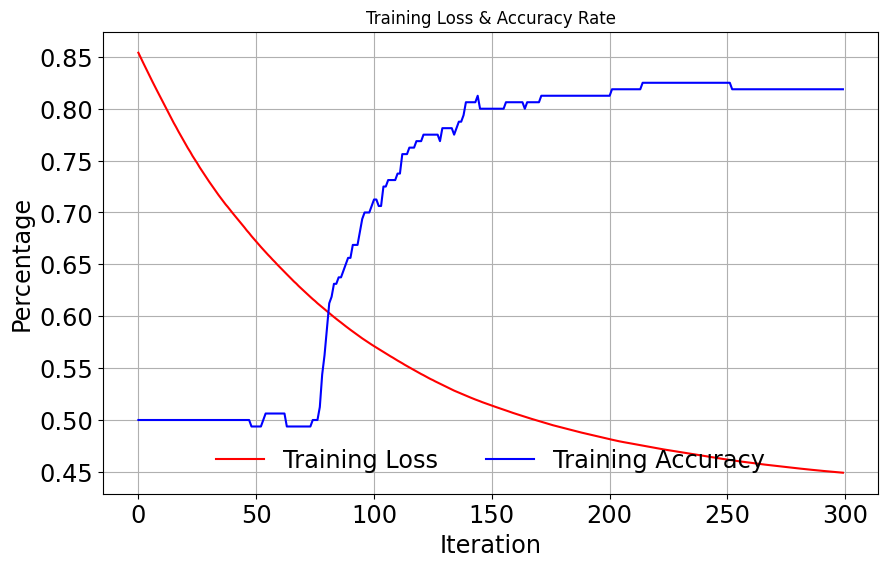 Training Loss & Accuracy Rate
0.85
0.80
0.75
0.70
0.65
0.60
0.55
0.50
0.45
Percentage
Training Loss Training Accuracy
0 50 100 150 200 250 300
Iteration